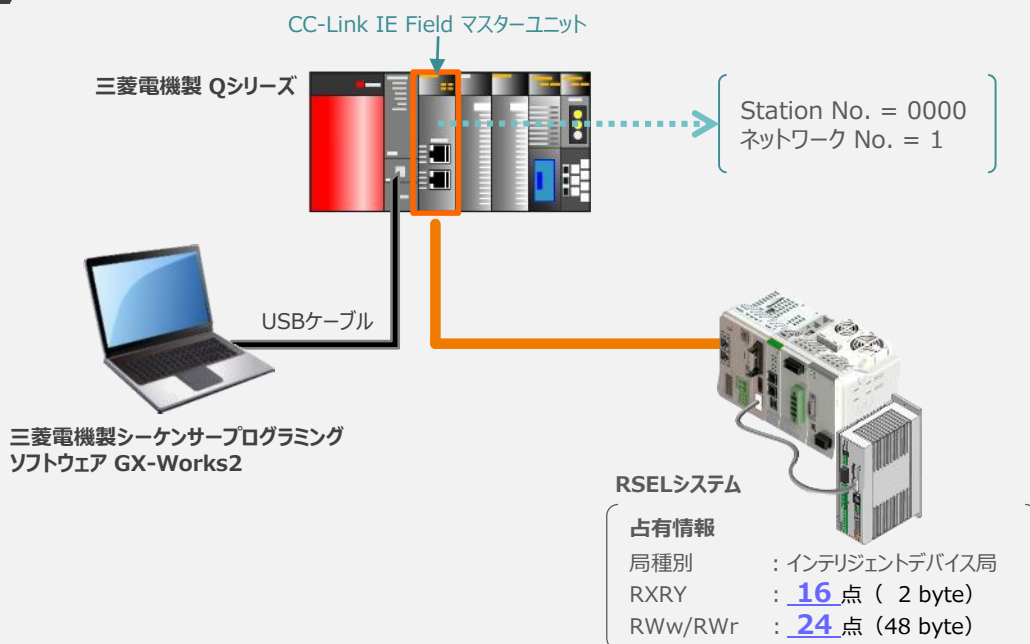 CC-Link IE Field マスターユニット
三菱電機製 Qシリーズ
Station No. = 0000
ネットワーク No. = 1
USBケーブル
三菱電機製シーケンサープログラミング
ソフトウェア GX-Works2
RSELシステム
占有情報
局種別 : インテリジェントデバイス局
RXRY : 16 点( 2 byte)
RWw/RWr : 24 点(48 byte)